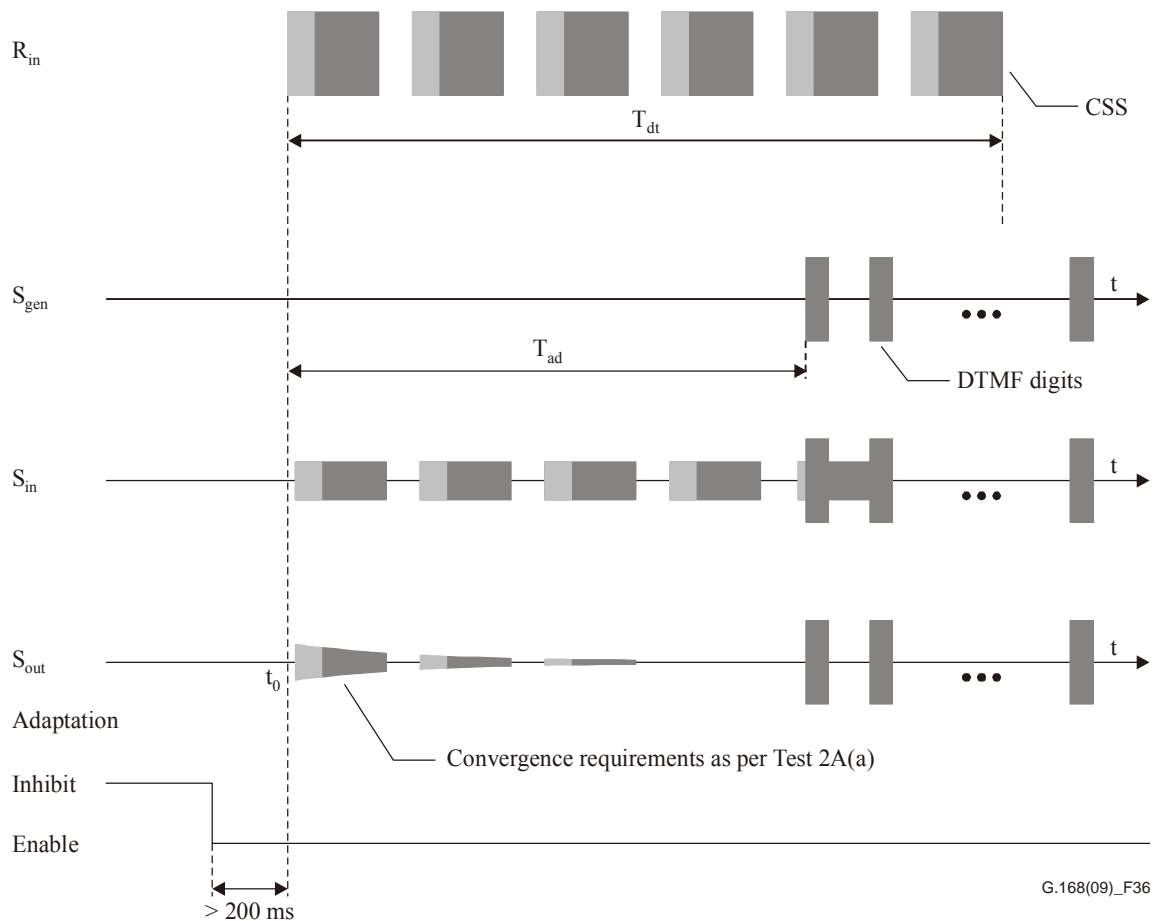 R_in
CSS
T_dt
S_gen
t
T_ad
DTMF digits
S_in
t
S_out
t
t_0
Adaptation
Convergence requirements as per Test 2A(a)
Inhibit
Enable
> 200 ms
G.168(09)_F36